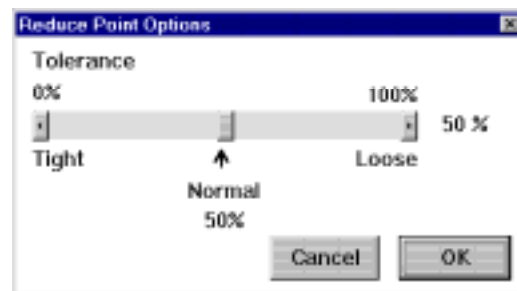 Reduce Point Options
Tolerance
0% 100%
50 %
Tight Loose
Normal
50%
Cancel OK